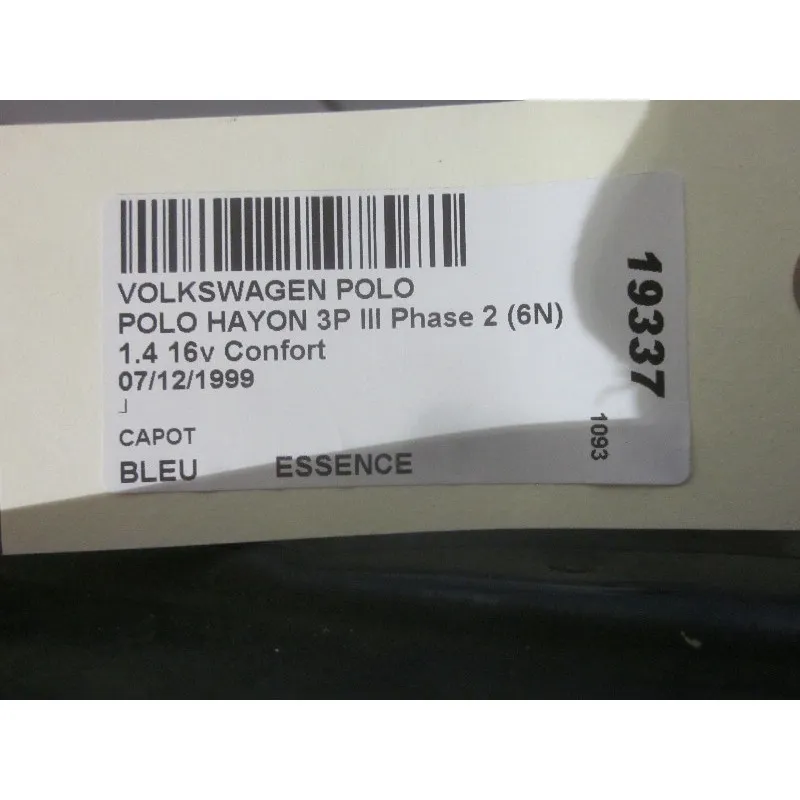 VOLKSWAGEN POLO
POLO HAYON 3P III Phase 2 (6N)
1.4 16v Confort
07/12/1999
CAPOT
BLEU ESSENCE
19337
1093